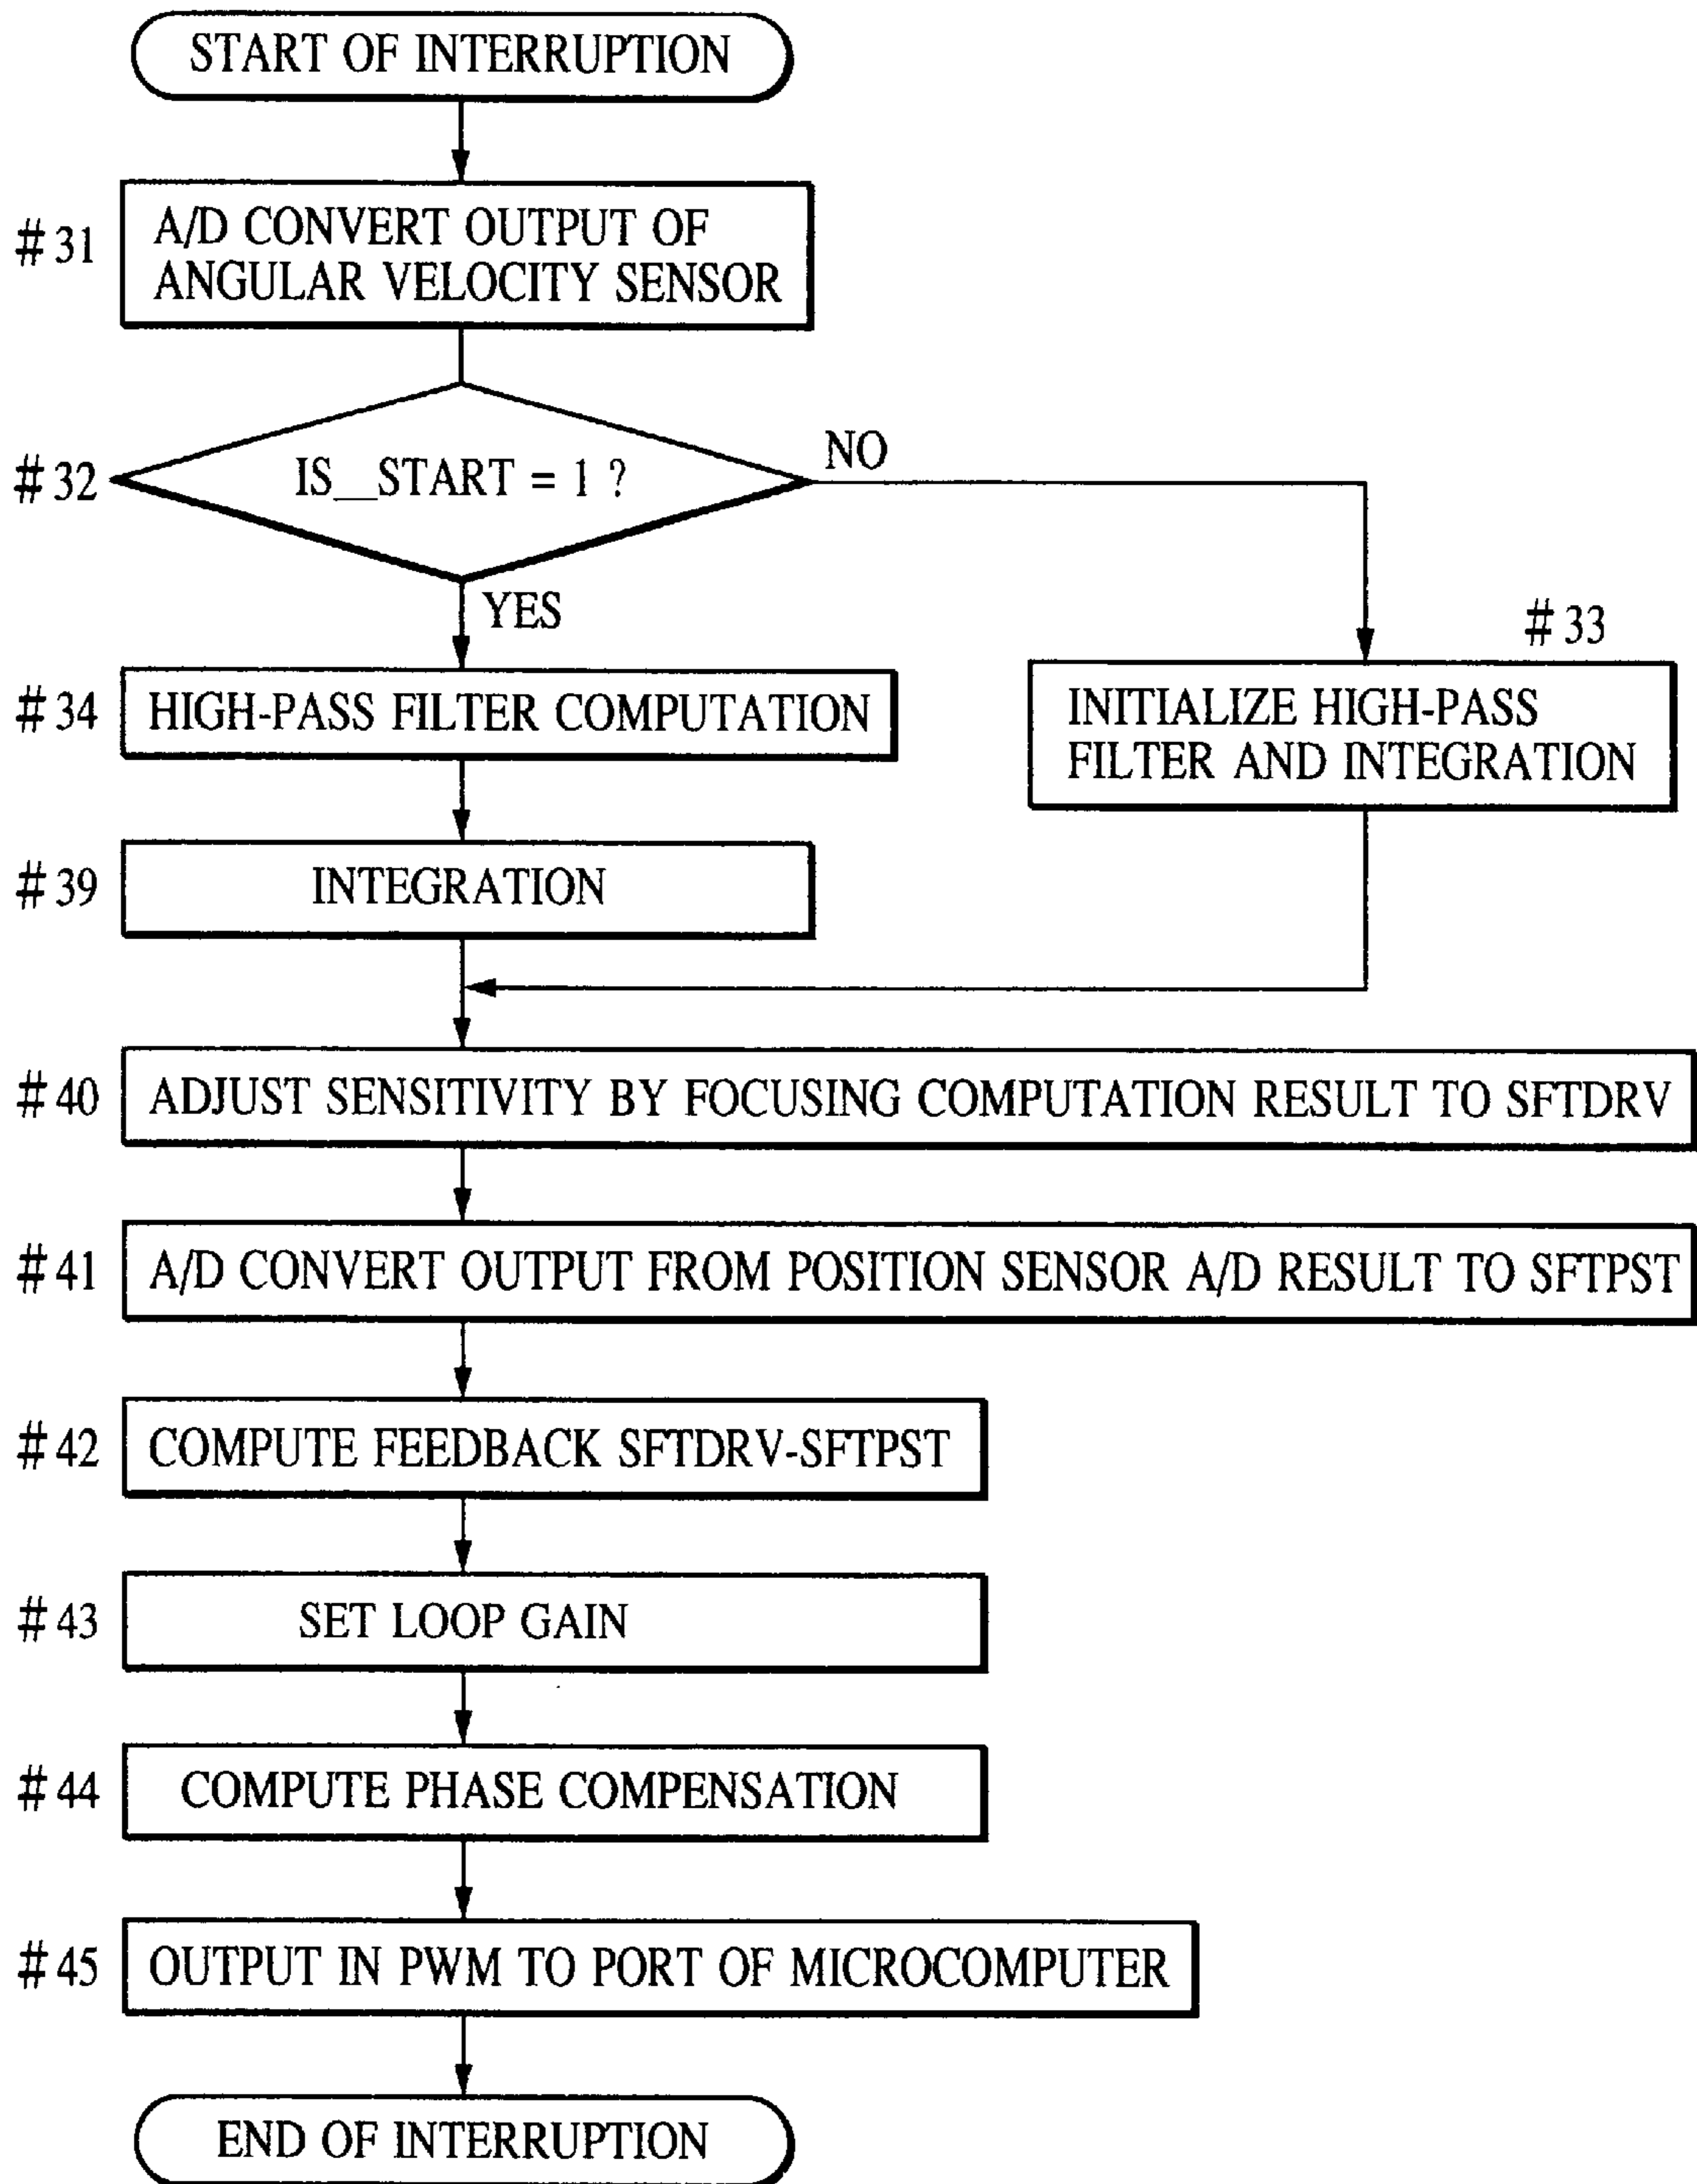 START OF INTERRUPTION
#31
A/D CONVERT OUTPUT OF
ANGULAR VELOCITY SENSOR
#32
IS__START = 1 ?
NO
YES
#33
INITIALIZE HIGH-PASS
FILTER AND INTEGRATION
#34
HIGH-PASS FILTER COMPUTATION
#39
INTEGRATION
#40
ADJUST SENSITIVITY BY FOCUSING COMPUTATION RESULT TO SFTDRV
#41
A/D CONVERT OUTPUT FROM POSITION SENSOR A/D RESULT TO SFTPST
#42
COMPUTE FEEDBACK SFTDRV-SFTPST
#43
SET LOOP GAIN
#44
COMPUTE PHASE COMPENSATION
#45
OUTPUT IN PWM TO PORT OF MICROCOMPUTER
END OF INTERRUPTION